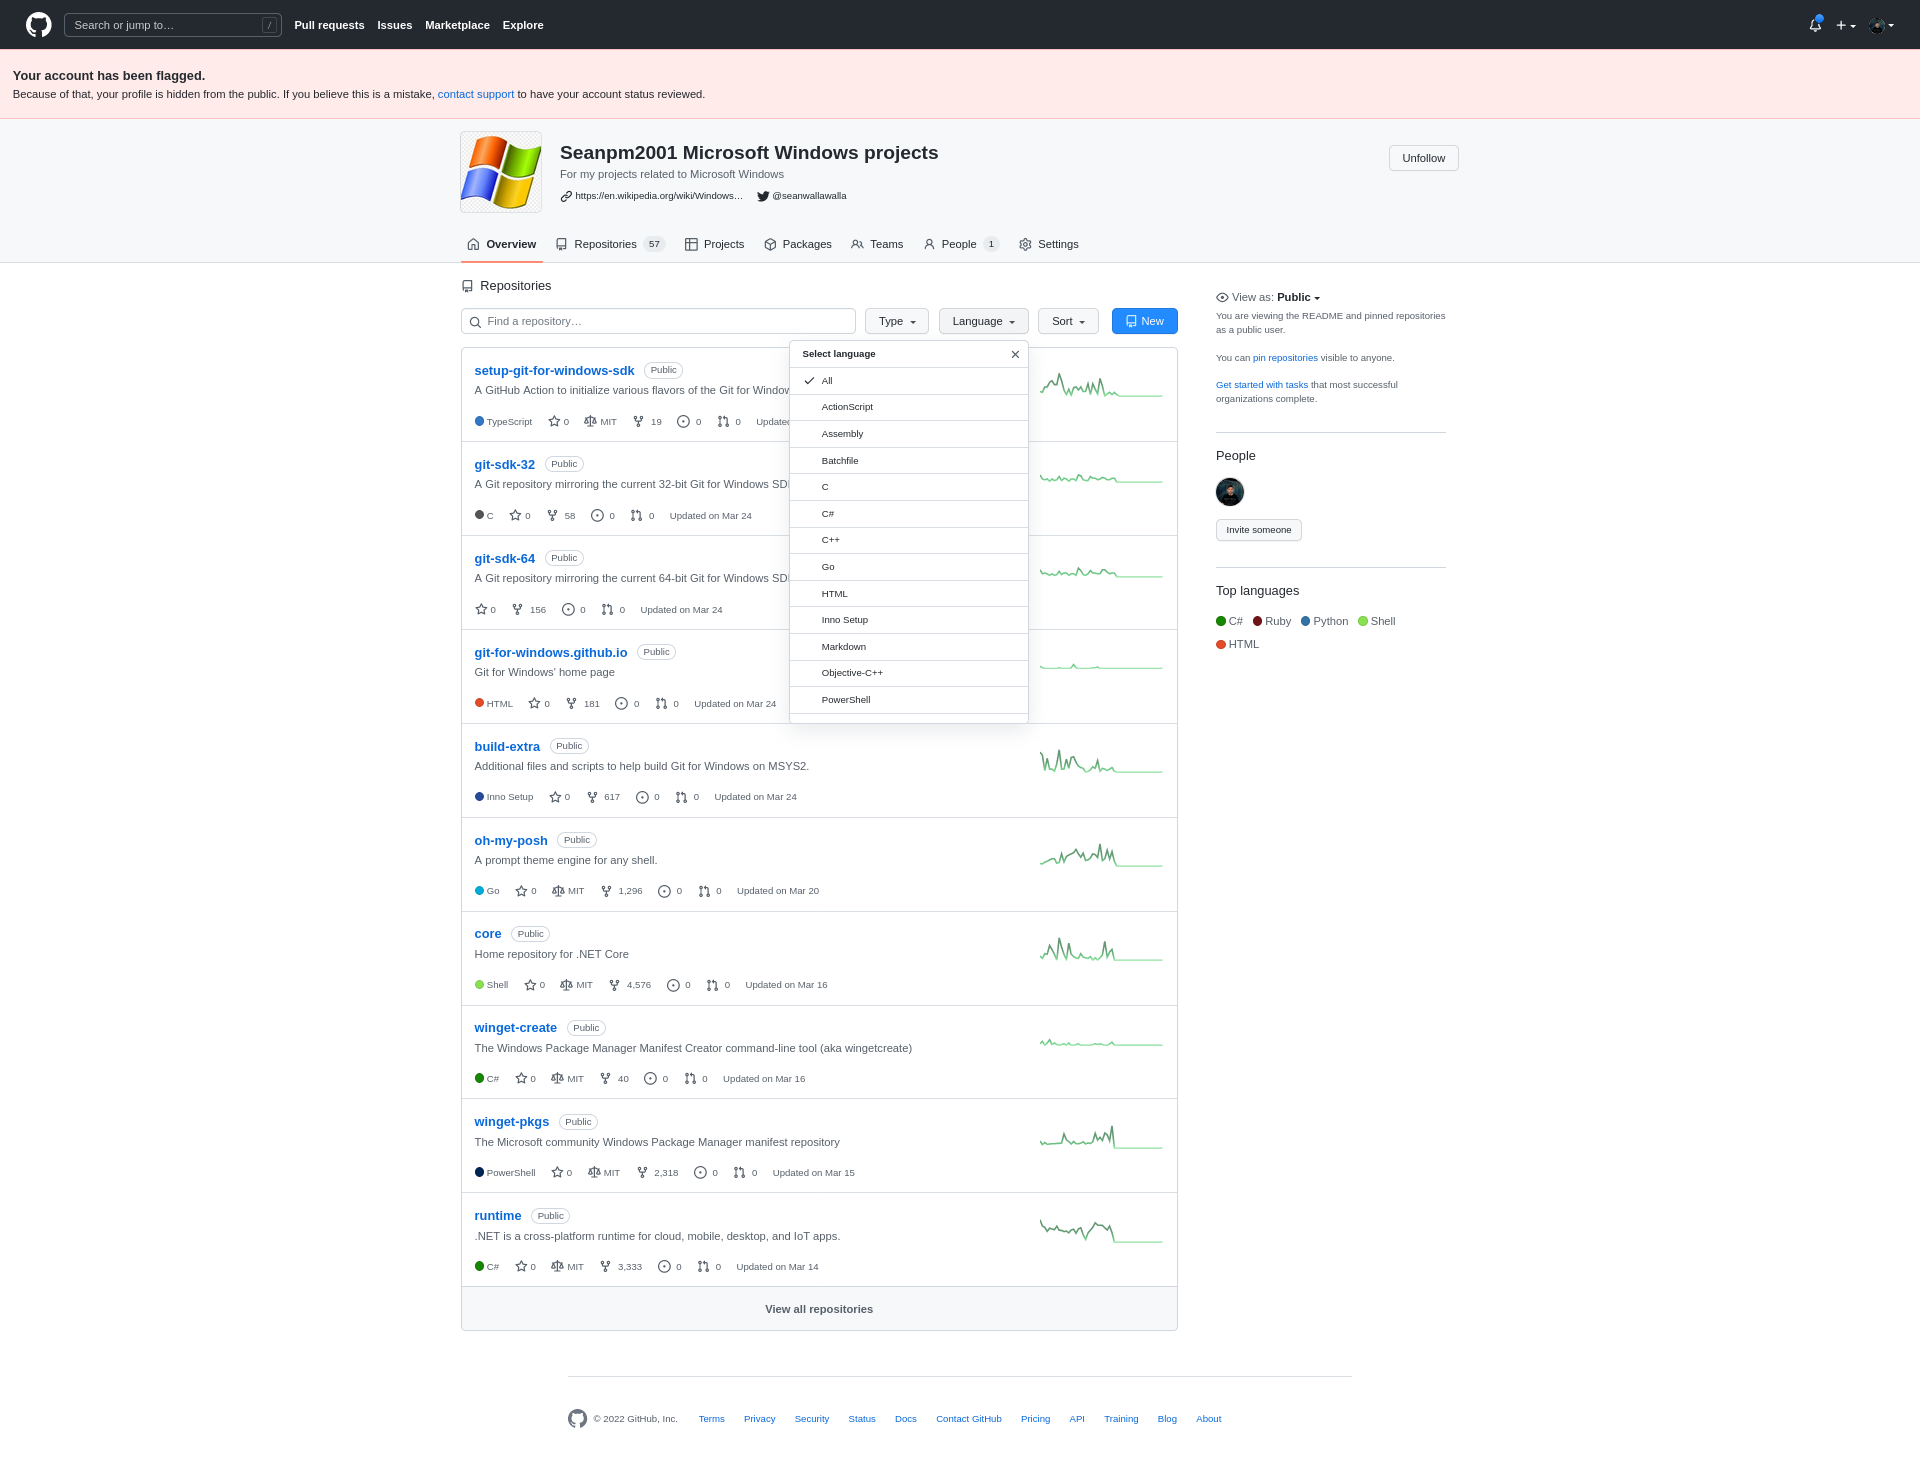 Search or jump to…
/
Pull requests Issues Marketplace Explore
Your account has been flagged.
Because of that, your profile is hidden from the public. If you believe this is a mistake, contact support to have your account status reviewed.
Seanpm2001 Microsoft Windows projects
For my projects related to Microsoft Windows
https://en.wikipedia.org/wiki/Windows… @seanwallawalla
Unfollow
Overview Repositories 57 Projects Packages Teams People 1 Settings
Repositories
Find a repository… Type Language Sort New
Select language
All
ActionScript
Assembly
Batchfile
C
C#
C++
Go
HTML
Inno Setup
Markdown
Objective-C++
PowerShell
setup-git-for-windows-sdk Public
A GitHub Action to initialize various flavors of the Git for Window
TypeScript 0 MIT 19 0 0 Updated
git-sdk-32 Public
A Git repository mirroring the current 32-bit Git for Windows SD
C 0 58 0 0 Updated on Mar 24
git-sdk-64 Public
A Git repository mirroring the current 64-bit Git for Windows SD
0 156 0 0 Updated on Mar 24
git-for-windows.github.io Public
Git for Windows' home page
HTML 0 181 0 0 Updated on Mar 24
build-extra Public
Additional files and scripts to help build Git for Windows on MSYS2.
Inno Setup 0 617 0 0 Updated on Mar 24
oh-my-posh Public
A prompt theme engine for any shell.
Go 0 MIT 1,296 0 0 Updated on Mar 20
core Public
Home repository for .NET Core
Shell 0 MIT 4,576 0 0 Updated on Mar 16
winget-create Public
The Windows Package Manager Manifest Creator command-line tool (aka wingetcreate)
C# 0 MIT 40 0 0 Updated on Mar 16
winget-pkgs Public
The Microsoft community Windows Package Manager manifest repository
PowerShell 0 MIT 2,318 0 0 Updated on Mar 15
runtime Public
.NET is a cross-platform runtime for cloud, mobile, desktop, and IoT apps.
C# 0 MIT 3,333 0 0 Updated on Mar 14
View all repositories
View as: Public
You are viewing the README and pinned repositories
as a public user.
You can pin repositories visible to anyone.
Get started with tasks that most successful
organizations complete.
People
Invite someone
Top languages
C# Ruby Python Shell
HTML
© 2022 GitHub, Inc. Terms Privacy Security Status Docs Contact GitHub Pricing API Training Blog About